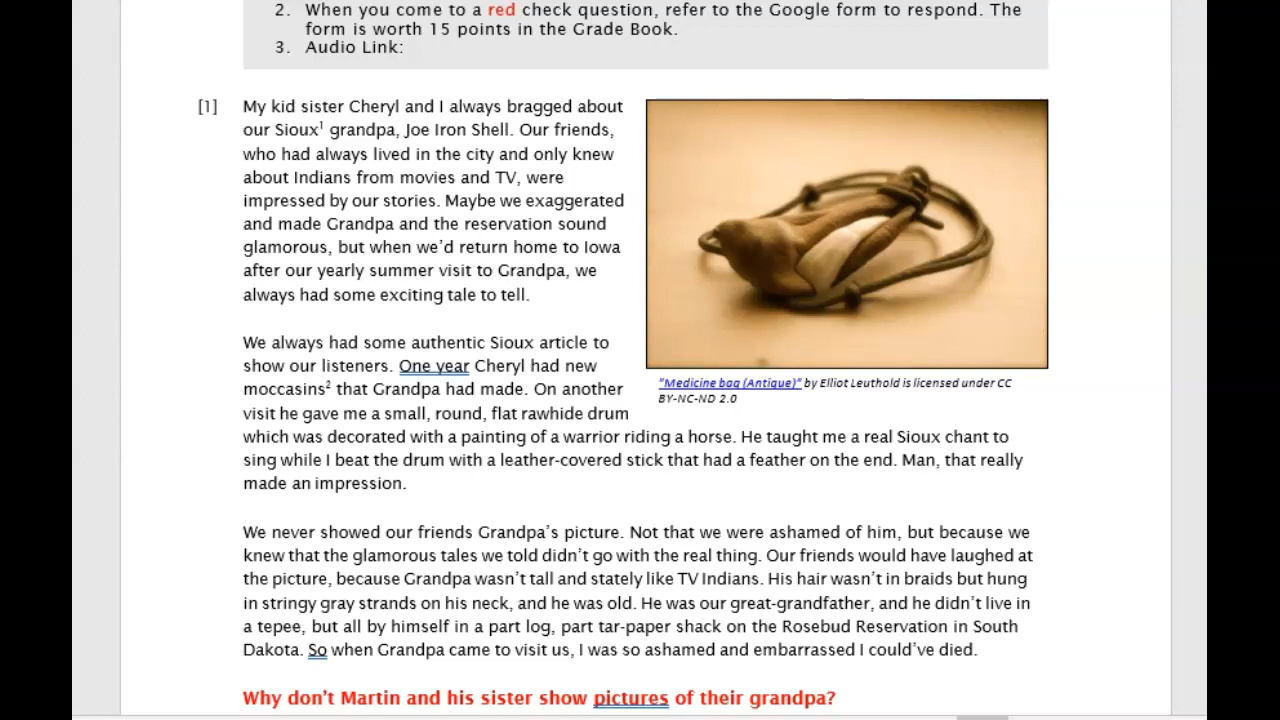 2. When you come to a red check question, refer to the Google form to respond. The
form is worth 15 points in the Grade Book.
3. Audio Link:
[1] My kid sister Cheryl and I always bragged about
our Sioux¹ grandpa, Joe Iron Shell. Our friends,
who had always lived in the city and only knew
about Indians from movies and TV, were
impressed by our stories. Maybe we exaggerated
and made Grandpa and the reservation sound
glamorous, but when we’d return home to Iowa
after our yearly summer visit to Grandpa, we
always had some exciting tale to tell.
We always had some authentic Sioux article to
show our listeners. One year Cheryl had new
moccasins² that Grandpa had made. On another
visit he gave me a small, round, flat rawhide drum
which was decorated with a painting of a warrior riding a horse. He taught me a real Sioux chant to
sing while I beat the drum with a leather-covered stick that had a feather on the end. Man, that really
made an impression.
"Medicine bag (Antique)" by Elliot Leuthold is licensed under CC
BY-NC-ND 2.0
We never showed our friends Grandpa’s picture. Not that we were ashamed of him, but because we
knew that the glamorous tales we told didn’t go with the real thing. Our friends would have laughed at
the picture, because Grandpa wasn’t tall and stately like TV Indians. His hair wasn’t in braids but hung
in stringy gray strands on his neck, and he was old. He was our great-grandfather, and he didn’t live in
a tepee, but all by himself in a part log, part tar-paper shack on the Rosebud Reservation in South
Dakota. So when Grandpa came to visit us, I was so ashamed and embarrassed I could’ve died.
Why don’t Martin and his sister show pictures of their grandpa?